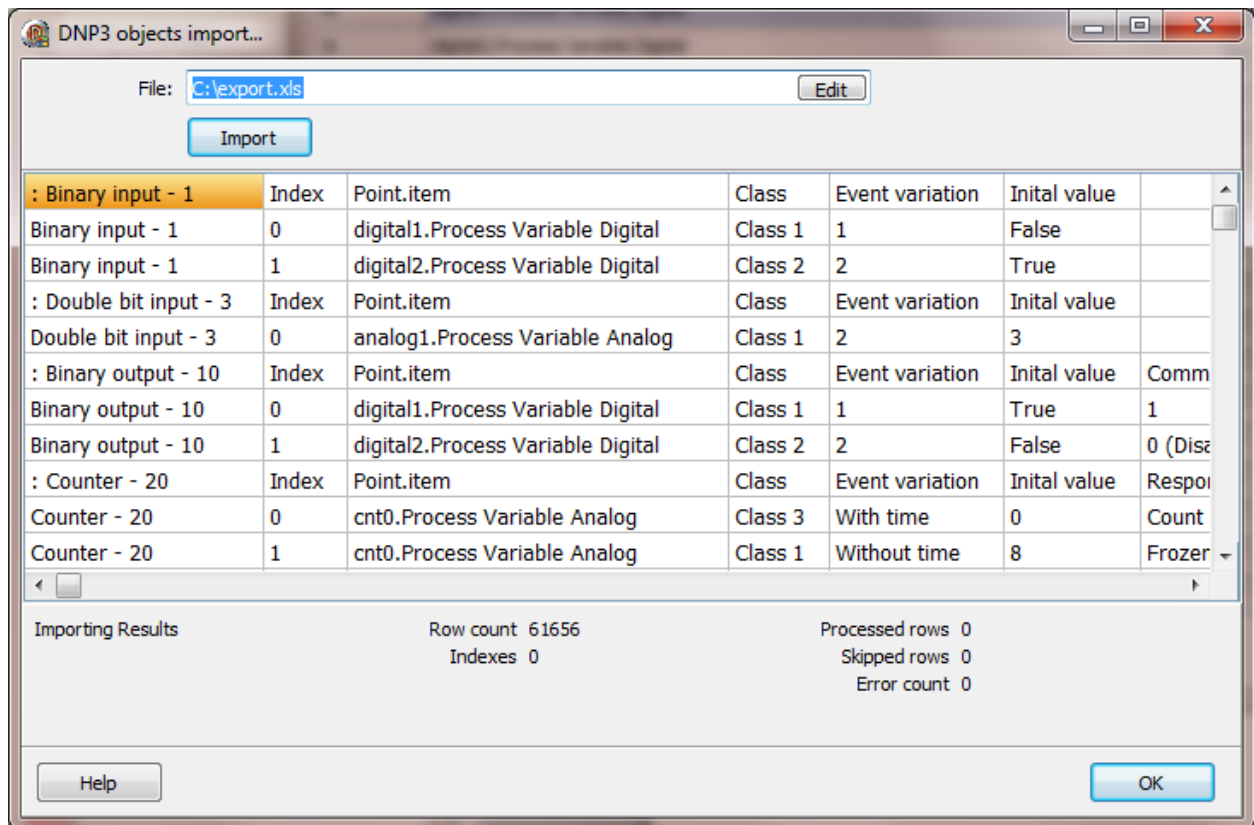 DNP3 objects import...
File: C:\export.xls Edit
Import
: Binary input - 1 Index Point.item Class Event variation Inital value
Binary input - 1 0 digital1.Process Variable Digital Class 1 1 False
Binary input - 1 1 digital2.Process Variable Digital Class 2 2 True
: Double bit input - 3 Index Point.item Class Event variation Inital value
Double bit input - 3 0 analog1.Process Variable Analog Class 1 2 3
: Binary output - 10 Index Point.item Class Event variation Inital value Comm
Binary output - 10 0 digital1.Process Variable Digital Class 1 1 True 1
Binary output - 10 1 digital2.Process Variable Digital Class 2 2 False 0 (Disa
: Counter - 20 Index Point.item Class Event variation Inital value Respon
Counter - 20 0 cnt0.Process Variable Analog Class 3 With time 0 Count
Counter - 20 1 cnt0.Process Variable Analog Class 1 Without time 8 Frozen
Importing Results Row count 61656 Processed rows 0
Indexes 0 Skipped rows 0
Error count 0
Help OK